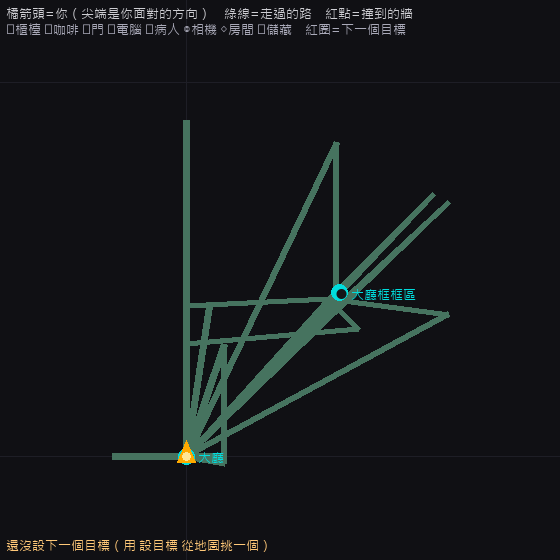 橘箭頭=你（尖端是你面對的方向） 綠線=走過的路 紅點=撞到的牆
櫃檯 咖啡 門 電腦 病人 相機 ◇房間 儲藏 紅圈=下一個目標
大廳框框區
大廳
還沒設下一個目標（用 設目標 從地圖挑一個）